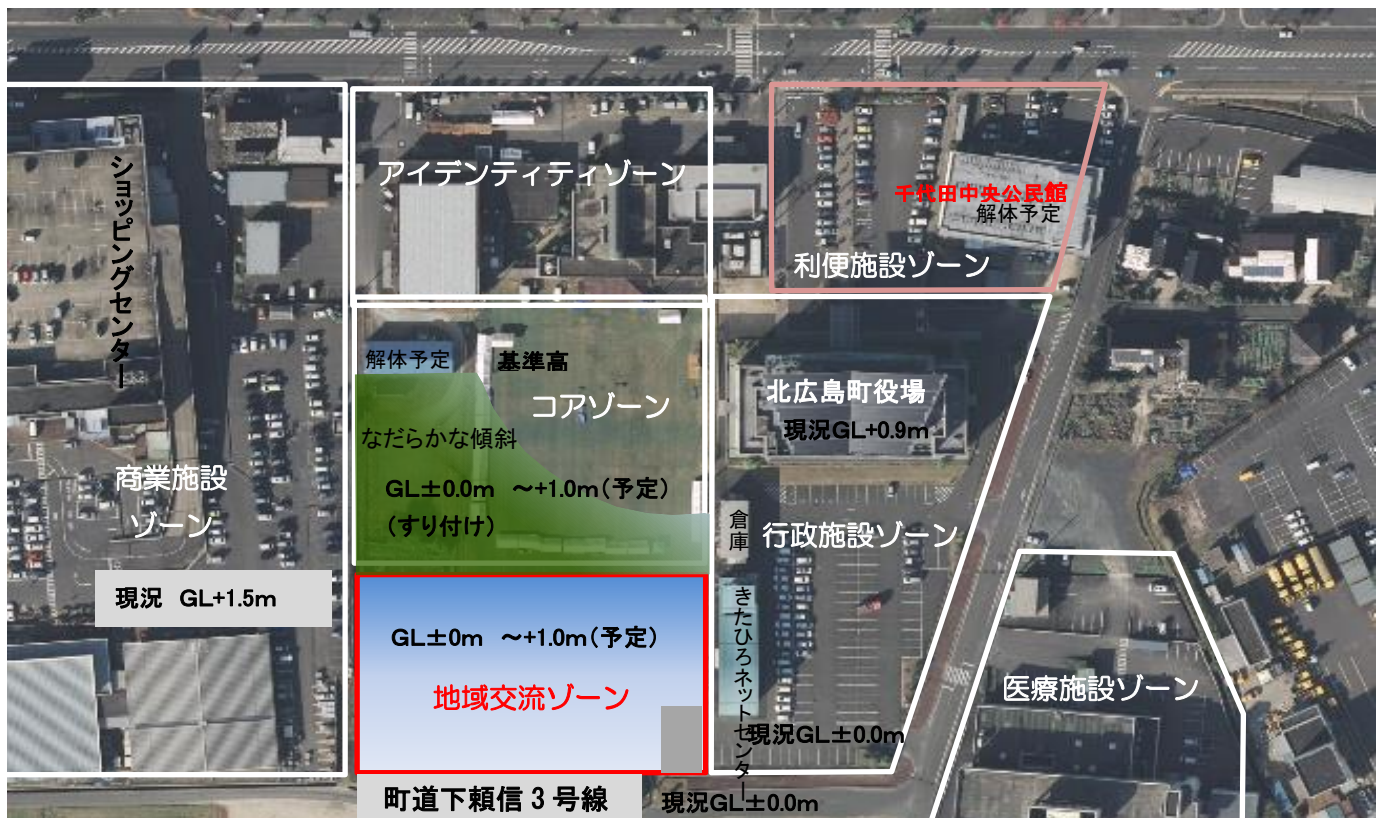 アイデンティティゾーン
ショッピングセンター
千代田中央公民館
解体予定
利便施設ゾーン
解体予定
基準高
コアゾーン
北広島町役場
現況GL+0.9m
なだらかな傾斜
商業施設
ゾーン
GL±0.0m ～+1.0m(予定)
(すり付け)
倉庫
行政施設ゾーン
現況 GL+1.5m
きたひろネットセンター
GL±0m ～+1.0m(予定)
地域交流ゾーン
医療施設ゾーン
現況GL±0.0m
町道下頼信3号線
現況GL±0.0m